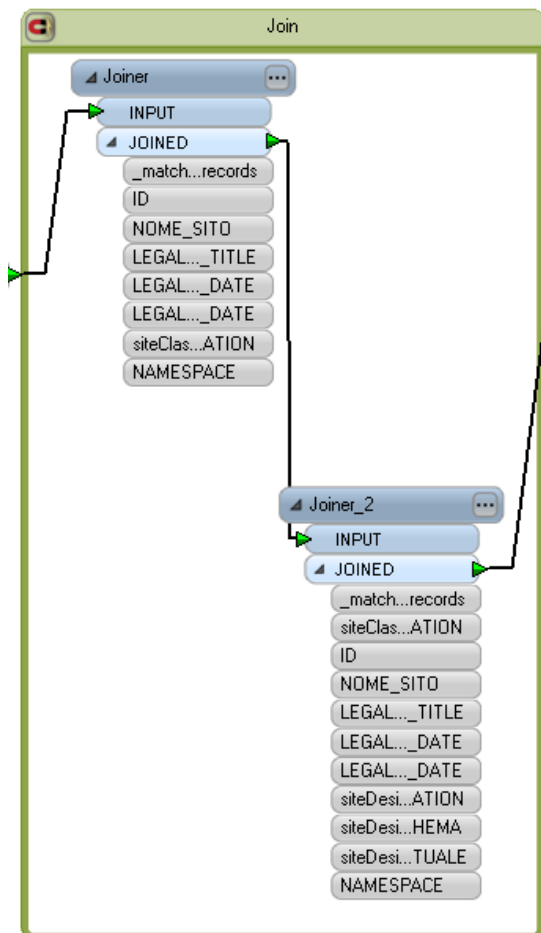 Join
Joiner
INPUT
JOINED
_match...records
ID
NOME_SITO
LEGAL..._TITLE
LEGAL..._DATE
LEGAL..._DATE
siteClas...ATION
NAMESPACE
Joiner_2
INPUT
JOINED
_match...records
siteClas...ATION
ID
NOME_SITO
LEGAL..._TITLE
LEGAL..._DATE
LEGAL..._DATE
siteDesi...ATION
siteDesi...HEMA
siteDesi...TUALE
NAMESPACE